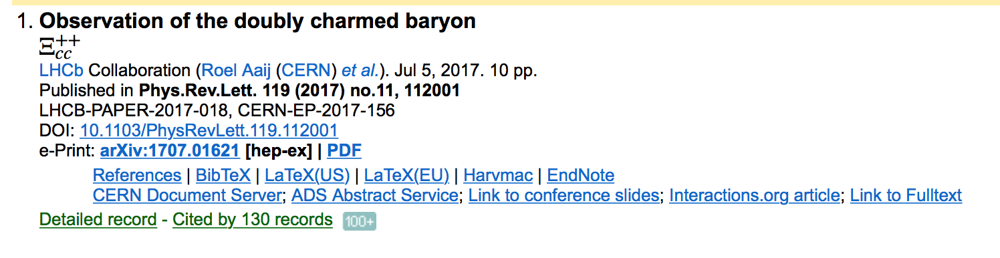 1. Observation of the doubly charmed baryon
Ξ++cc
LHCb Collaboration (Roel Aaij (CERN) et al.). Jul 5, 2017. 10 pp.
Published in Phys.Rev.Lett. 119 (2017) no.11, 112001
LHCB-PAPER-2017-018, CERN-EP-2017-156
DOI: 10.1103/PhysRevLett.119.112001
e-Print: arXiv:1707.01621 [hep-ex] | PDF
References | BibTeX | LaTeX(US) | LaTeX(EU) | Harvmac | EndNote
CERN Document Server; ADS Abstract Service; Link to conference slides; Interactions.org article; Link to Fulltext
Detailed record - Cited by 130 records 100+